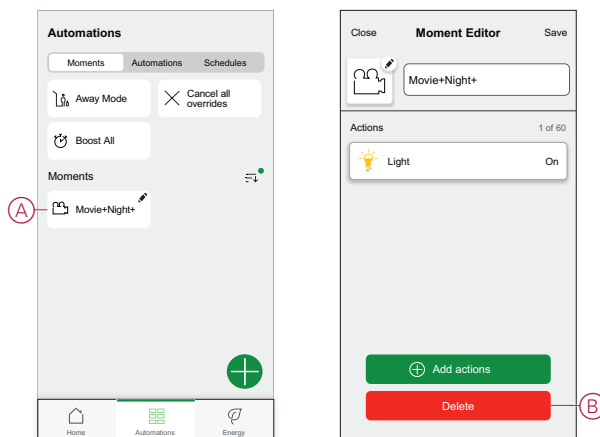 Automations
Moments Automations Schedules
Away Mode
Cancel all
overrides
Boost All
Moments
A
Movie+Night+
Home Automations Energy
Close Moment Editor Save
Movie+Night+
Actions 1 of 60
Light On
Add actions
Delete
B